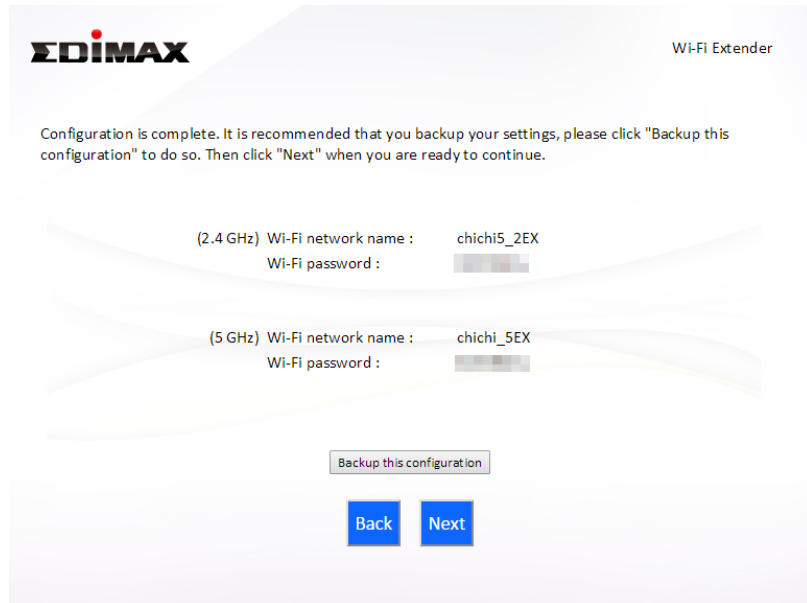 EDIMAX
Wi-Fi Extender
Configuration is complete. It is recommended that you backup your settings, please click "Backup this
configuration" to do so. Then click "Next" when you are ready to continue.
(2.4 GHz) Wi-Fi network name : chichi5_2EX
Wi-Fi password :
(5 GHz) Wi-Fi network name : chichi_5EX
Wi-Fi password :
Backup this configuration
Back Next